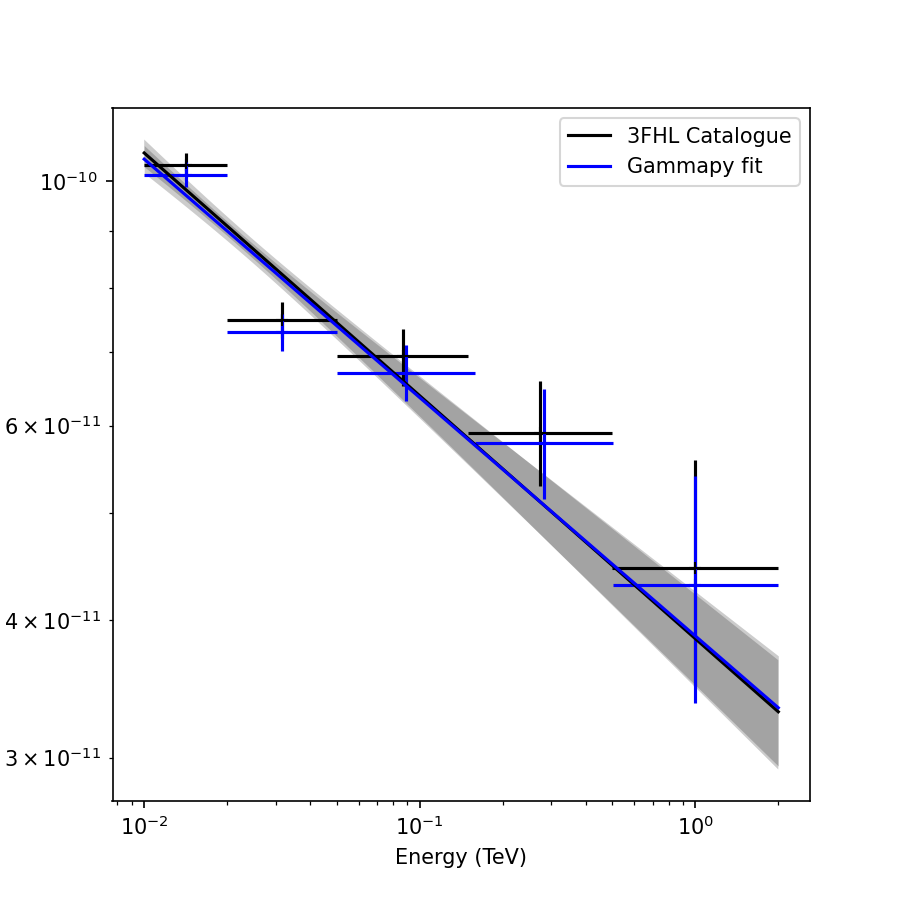 3FHL Catalogue
Gammapy fit
10⁻¹⁰
6 × 10⁻¹¹
4 × 10⁻¹¹
3 × 10⁻¹¹
10⁻² 10⁻¹ 10⁰
Energy (TeV)